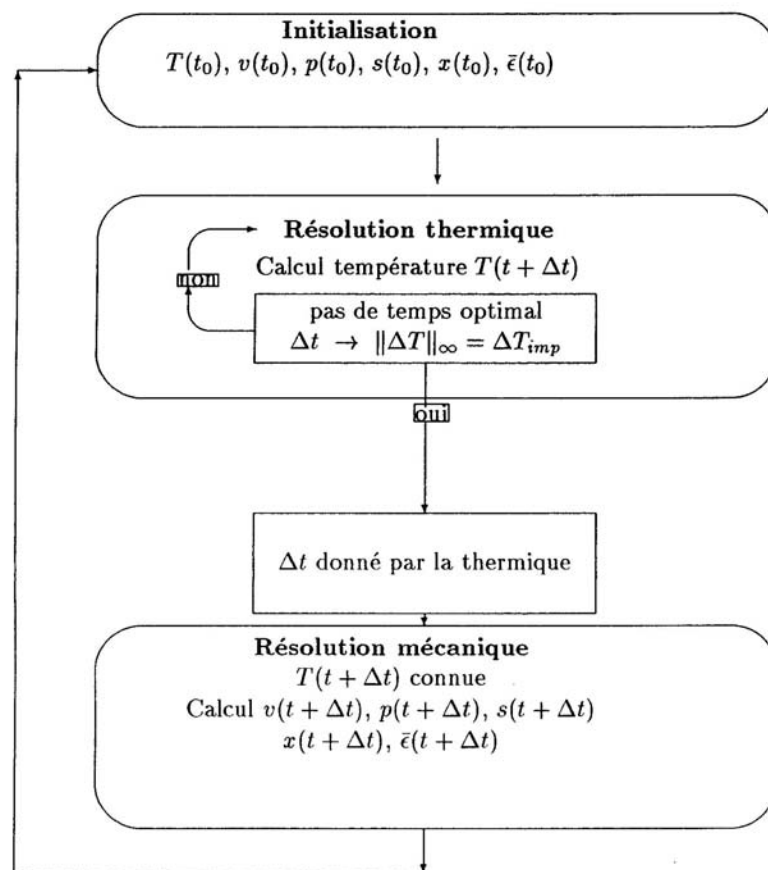 Initialisation
T(t₀), v(t₀), p(t₀), s(t₀), x(t₀), ε̄(t₀)
Résolution thermique
non
Calcul température T(t + Δt)
pas de temps optimal
Δt → ‖ΔT‖∞ = ΔT_imp
oui
Δt donné par la thermique
Résolution mécanique
T(t + Δt) connue
Calcul v(t + Δt), p(t + Δt), s(t + Δt)
x(t + Δt), ε̄(t + Δt)